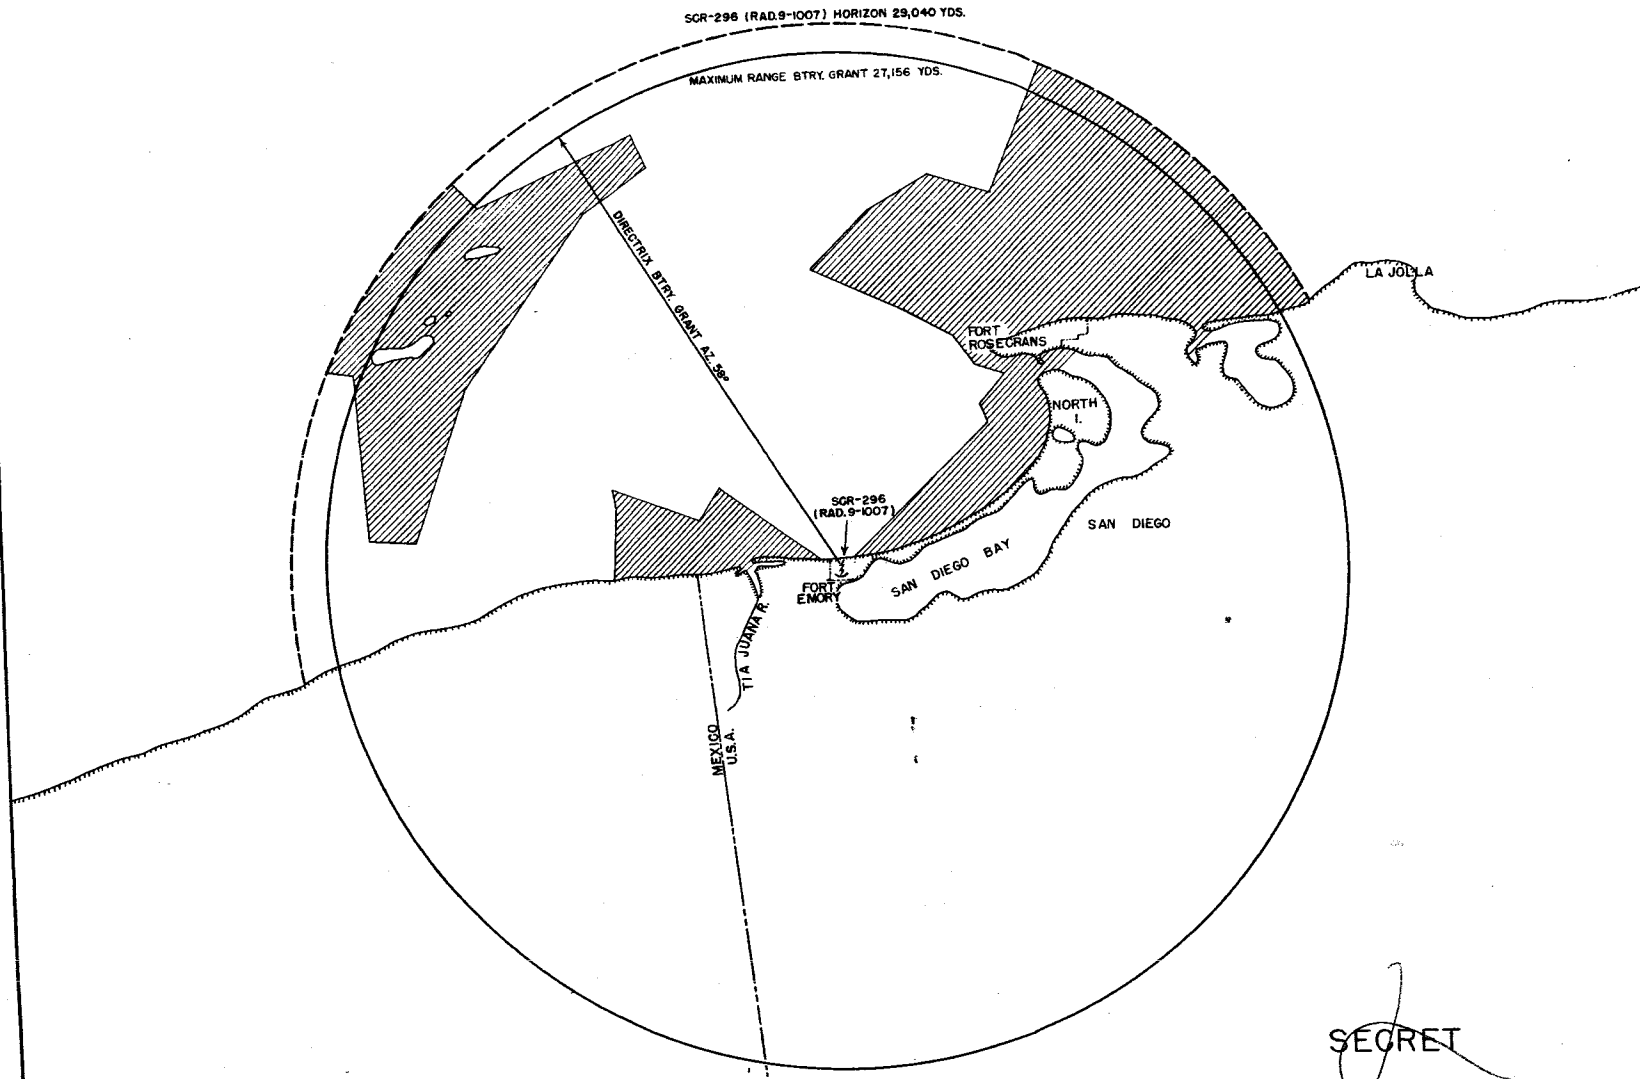 SCR-296 (RAD.9-1007) HORIZON 29,040 YDS.
MAXIMUM RANGE BTRY. GRANT 27,156 YDS.
DIRECTRIX BTRY. GRANT AZ. 58°
LA JOLLA
FORT
ROSECRANS
NORTH
I.
SCR-296
(RAD.9-1007)
SAN DIEGO
SAN DIEGO BAY
FORT
EMORY
TIA JUANA R.
MEXICO
U.S.A.
SECRET